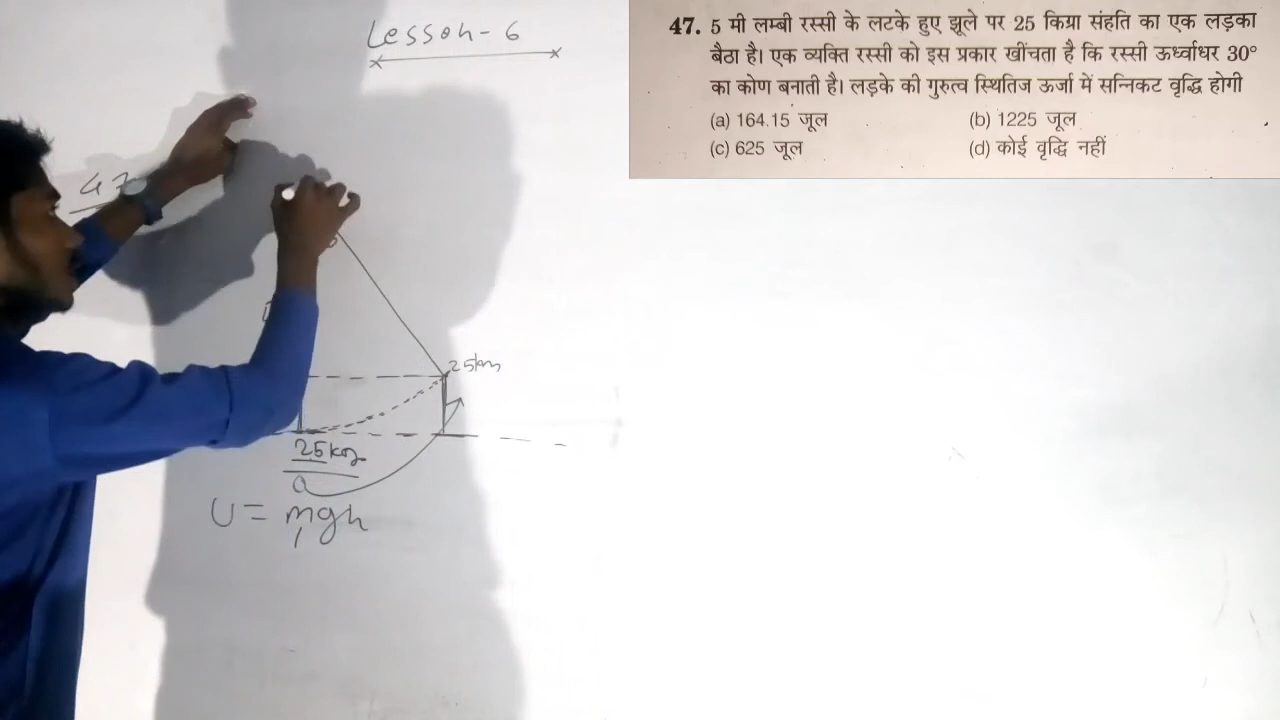 Lesson-6
47. 5 मी लम्बी रस्सी के लटके हुए झूले पर 25 किग्रा संहति का एक लड़का
बैठा है। एक व्यक्ति रस्सी को इस प्रकार खींचता है कि रस्सी ऊर्ध्वाधर 30°
का कोण बनाती है। लड़के की गुरुत्व स्थितिज ऊर्जा में सन्निकट वृद्धि होगी
(a) 164.15 जूल (b) 1225 जूल
(c) 625 जूल (d) कोई वृद्धि नहीं
47
25kg
U = mgh